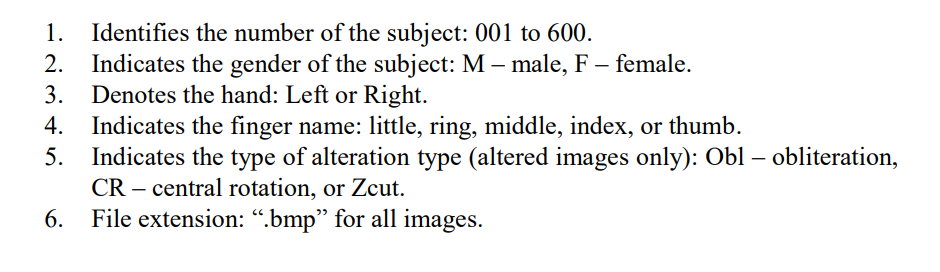 1. Identifies the number of the subject: 001 to 600.
2. Indicates the gender of the subject: M – male, F – female.
3. Denotes the hand: Left or Right.
4. Indicates the finger name: little, ring, middle, index, or thumb.
5. Indicates the type of alteration type (altered images only): Obl – obliteration,
CR – central rotation, or Zcut.
6. File extension: “.bmp” for all images.